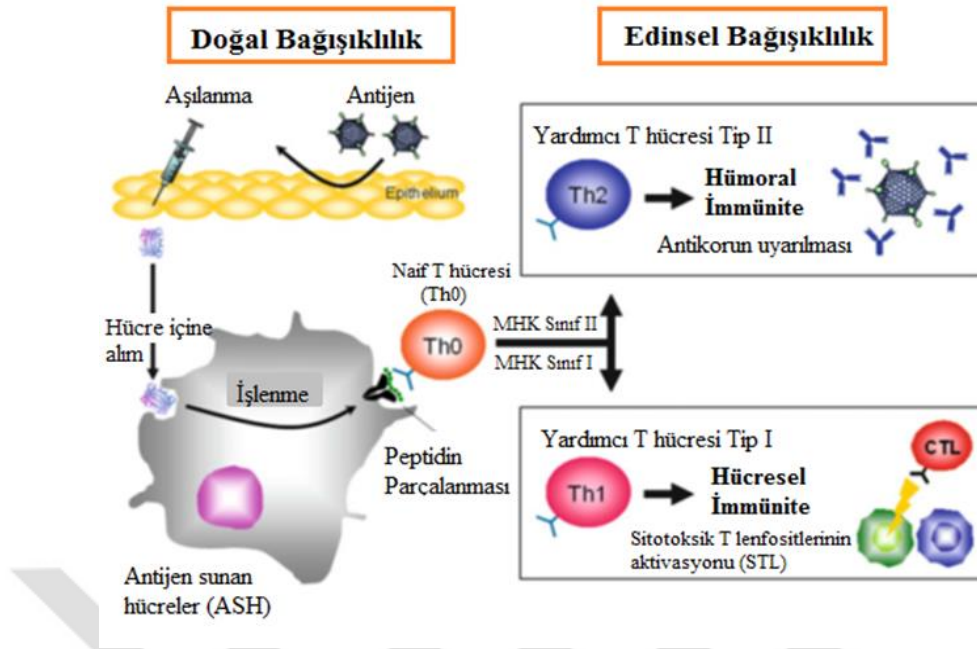 Doğal Bağışıklılık
Edinsel Bağışıklılık
Aşılanma
Antijen
Epithelium
Hücre içine
alım
İşlenme
Naif T hücresi
(Th0)
Th0
Peptidin
Parçalanması
Antijen sunan
hücreler (ASH)
MHK Sınıf II
MHK Sınıf I
Yardımcı T hücresi Tip II
Th2
Hümoral
İmmünite
Antikorun uyarılması
Yardımcı T hücresi Tip I
Th1
Hücresel
İmmünite
CTL
Sitotoksik T lenfositlerinin
aktivasyonu (STL)